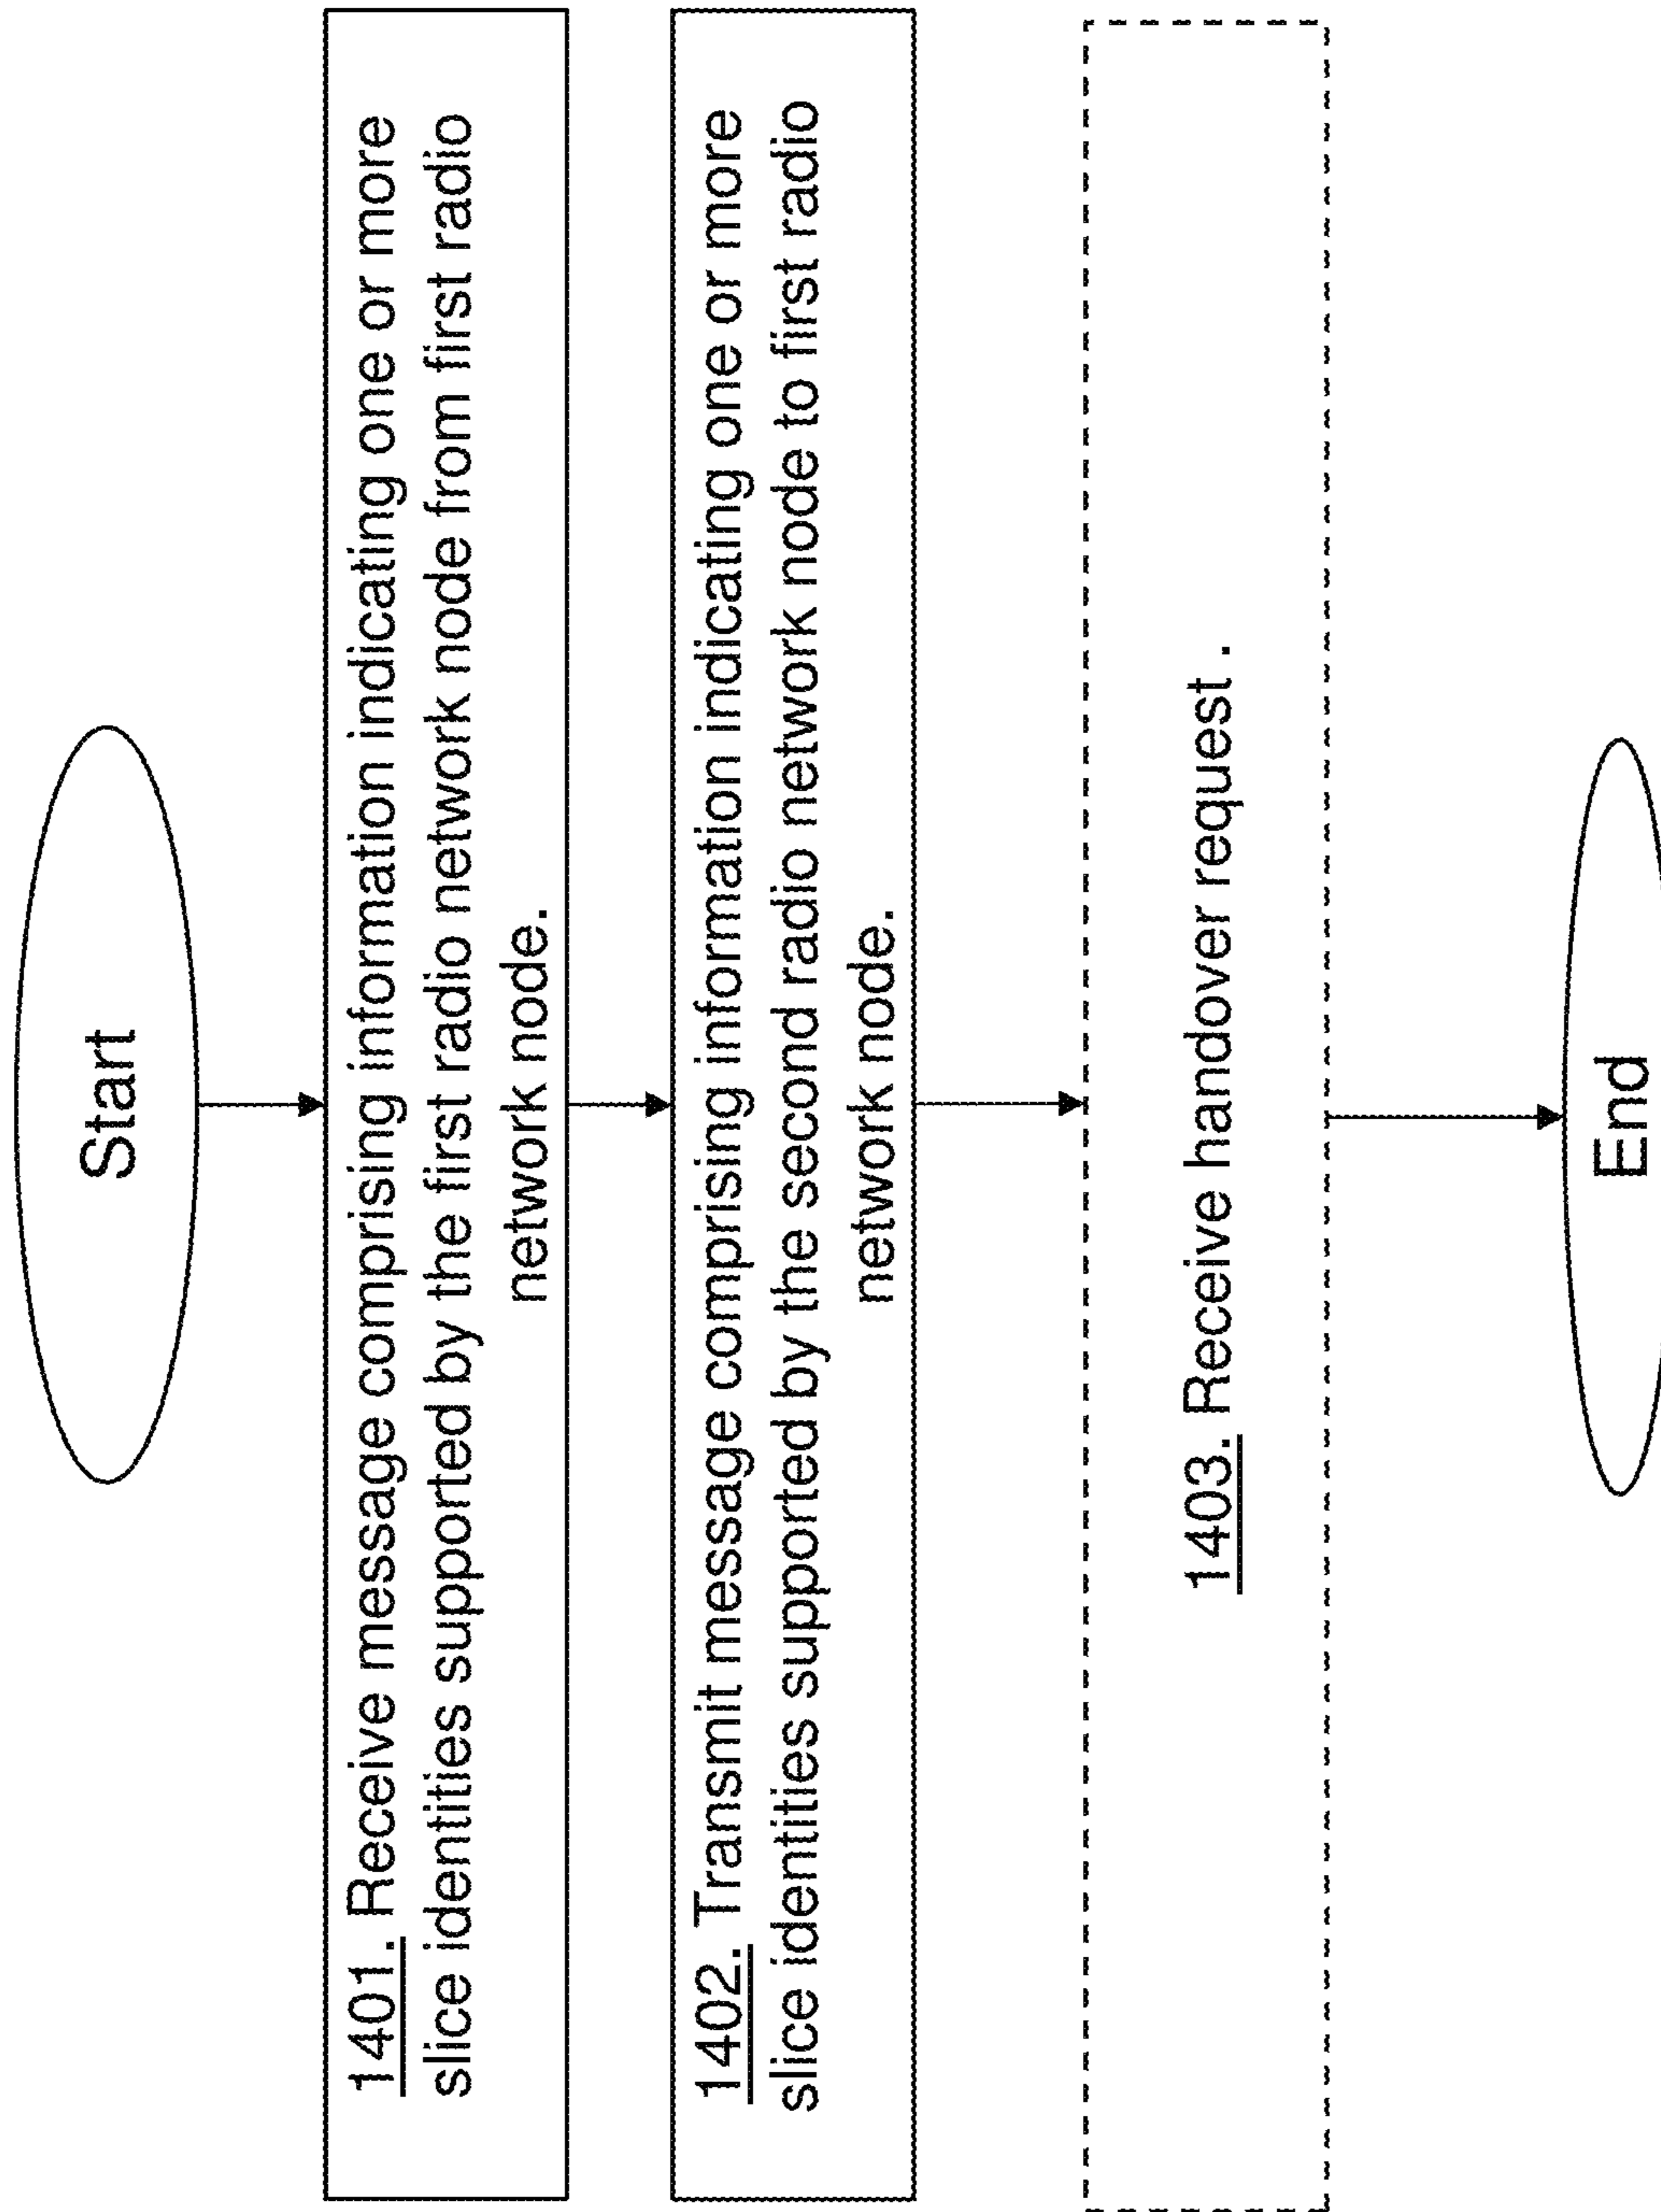 Start
1401. Receive message comprising information indicating one or more
slice identities supported by the first radio network node from first radio
network node.
1402. Transmit message comprising information indicating one or more
slice identities supported by the second radio network node to first radio
network node.
1403. Receive handover request .
End